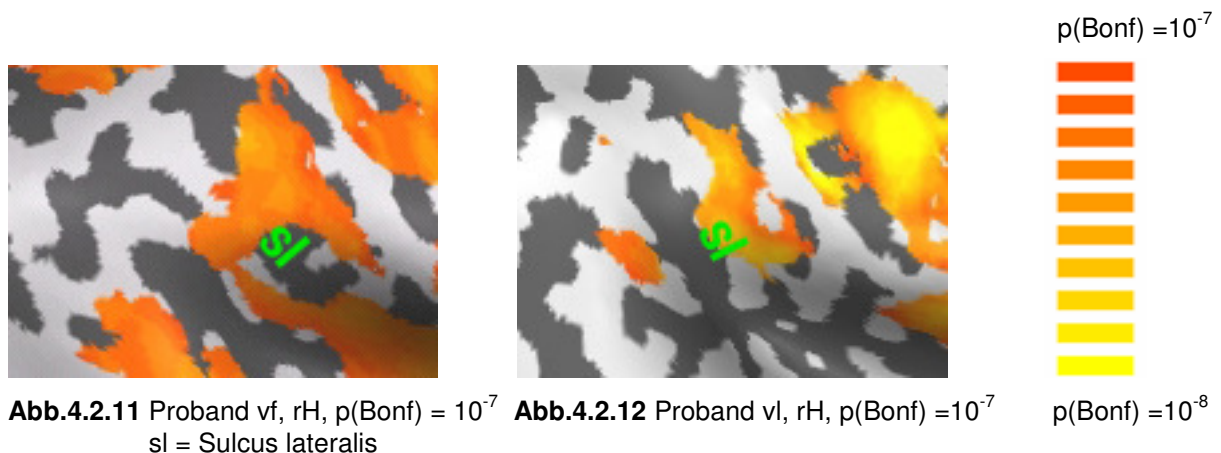 p(Bonf) =10⁻⁷
sl
sl
Abb.4.2.11 Proband vf, rH, p(Bonf) = 10⁻⁷
sl = Sulcus lateralis
Abb.4.2.12 Proband vl, rH, p(Bonf) =10⁻⁷
p(Bonf) =10⁻⁸